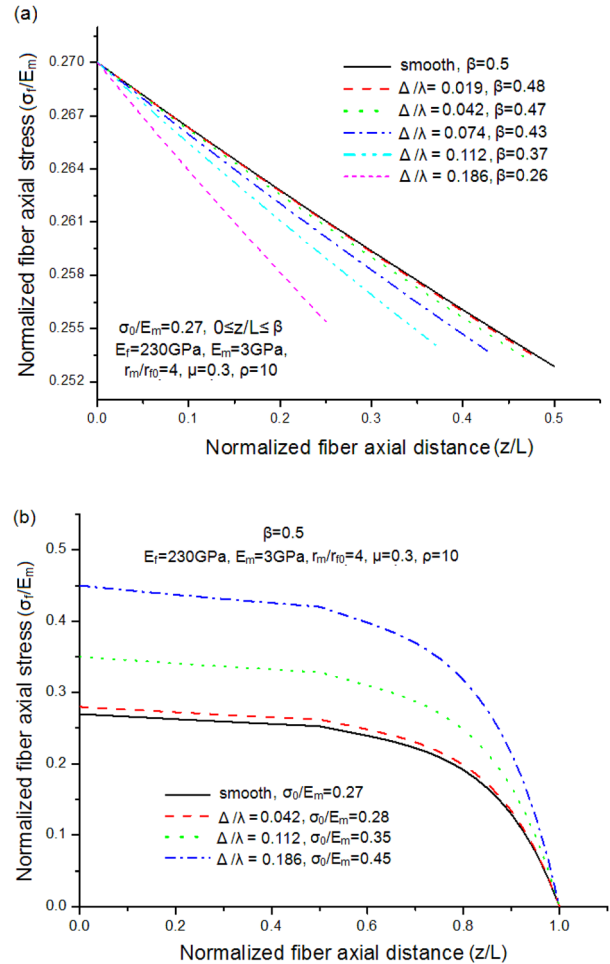 (a)
Normalized fiber axial stress (σf/Em)
0.270
0.267
0.264
0.261
0.258
0.255
0.252
smooth, β=0.5
Δ/λ= 0.019, β=0.48
Δ/λ = 0.042, β=0.47
Δ/λ = 0.074, β=0.43
Δ/λ = 0.112, β=0.37
Δ/λ = 0.186, β=0.26
σ0/Em=0.27, 0≤z/L≤β
Ef=230GPa, Em=3GPa,
rm/rf0=4, μ=0.3, ρ=10
0.0 0.1 0.2 0.3 0.4 0.5
Normalized fiber axial distance (z/L)
(b)
Normalized fiber axial stress (σf/Em)
0.5
0.4
0.3
0.2
0.1
0.0
β=0.5
Ef=230GPa, Em=3GPa, rm/rf0=4, μ=0.3, ρ=10
smooth, σ0/Em=0.27
Δ/λ = 0.042, σ0/Em=0.28
Δ/λ = 0.112, σ0/Em=0.35
Δ/λ = 0.186, σ0/Em=0.45
0.0 0.2 0.4 0.6 0.8 1.0
Normalized fiber axial distance (z/L)